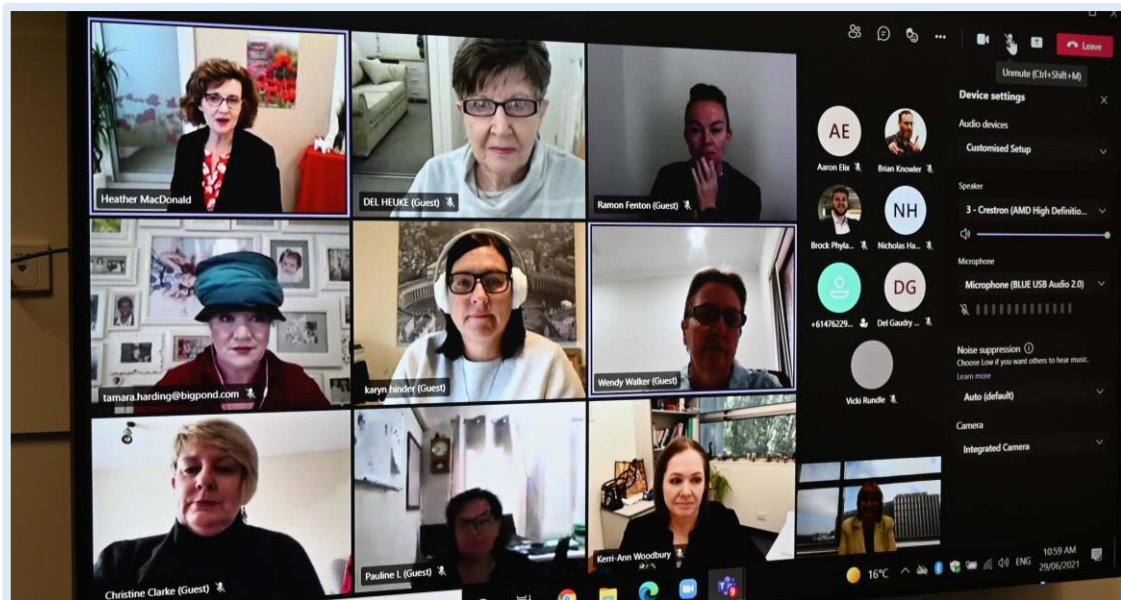 Leave
Unmute (Ctrl+Shift+M)
Heather MacDonald
DEL HEUKE (Guest)
Ramon Fenton (Guest)
tamara.harding@bigpond.com
karyn hinder (Guest)
Wendy Walker (Guest)
Christine Clarke (Guest)
Pauline L (Guest)
Kerri-Ann Woodbury
AE
Aaron Elix
Brian Knowler
Brock Phyla...
NH
Nicholas Ha...
+61476229...
DG
Del Gaudry ...
Vicki Rundle
Device settings
Audio devices
Customised Setup
Speaker
3 - Crestron (AMD High Definitio...
Microphone
Microphone (BLUE USB Audio 2.0)
Noise suppression
Choose Low if you want others to hear music.
Learn more
Auto (default)
Camera
Integrated Camera
9
16°C
ENG
10:59 AM
29/06/2021